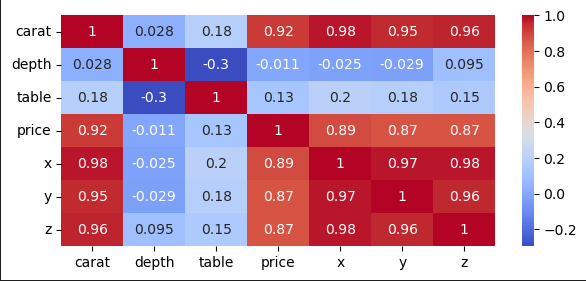 carat 1 0.028 0.18 0.92 0.98 0.95 0.96
depth 0.028 1 -0.3 -0.011 -0.025 -0.029 0.095
table 0.18 -0.3 1 0.13 0.2 0.18 0.15
price 0.92 -0.011 0.13 1 0.89 0.87 0.87
x 0.98 -0.025 0.2 0.89 1 0.97 0.98
y 0.95 -0.029 0.18 0.87 0.97 1 0.96
z 0.96 0.095 0.15 0.87 0.98 0.96 1
carat depth table price x y z
1.0
0.8
0.6
0.4
0.2
0.0
−0.2